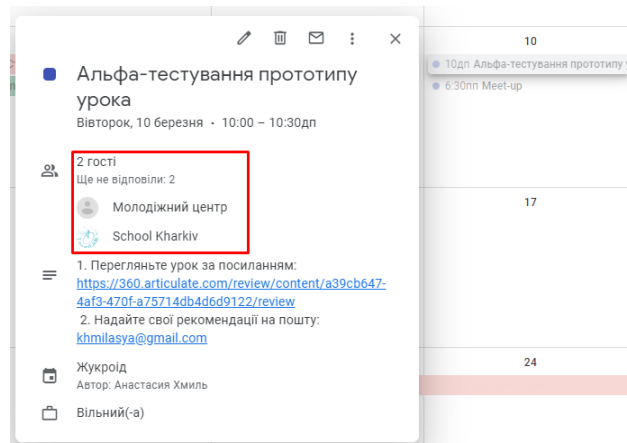 Альфа-тестування прототипу
урока
Вівторок, 10 березня · 10:00 – 10:30дп
2 гості
Ще не відповіли: 2
Молодіжний центр
School Kharkiv
1. Перегляньте урок за посиланням:
https://360.articulate.com/review/content/a39cb647-
4af3-470f-a75714db4d6d9122/review
2. Надайте свої рекомендації на пошту:
khmilasya@gmail.com
Жукроід
Автор: Анастасия Хмиль
Вільний(-а)
10
10дп Альфа-тестування прототипу
6:30пп Meet-up
17
24